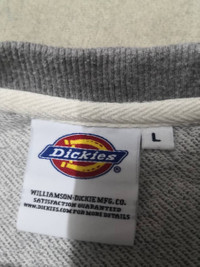 Dickies
®
L
WILLIAMSON-DICKIE MFG. CO.
SATISFACTION GUARANTEED
WWW.DICKIES.COM FOR MORE DETAILS